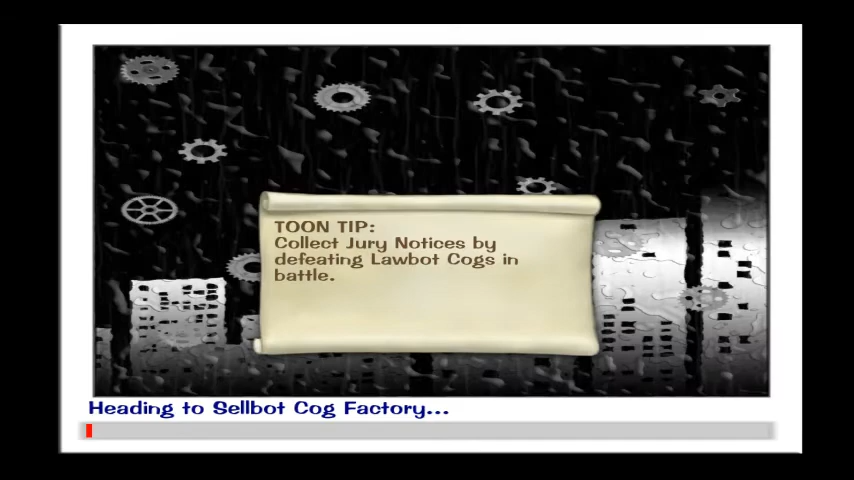 TOON TIP:
Collect Jury Notices by
defeating Lawbot Cogs in
battle.
Heading to Sellbot Cog Factory...